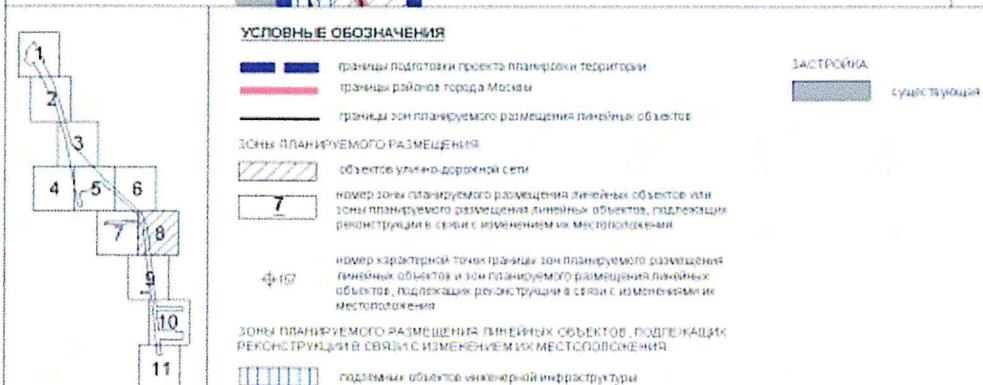 1
2
3
4 5 6
7 8
9
10
11
УСЛОВНЫЕ ОБОЗНАЧЕНИЯ
границы подготовки проекта планировки территории
границы районов города Москвы
границы зон планируемого размещения линейных объектов
ЗОНЫ ПЛАНИРУЕМОГО РАЗМЕЩЕНИЯ
объектов улично-дорожной сети
7
номер зоны планируемого размещения линейных объектов или
зоны планируемого размещения линейных объектов, подлежащих
реконструкции в связи с изменением их местоположения
157
номер характерной точки границы зон планируемого размещения
линейных объектов и зон планируемого размещения линейных
объектов, подлежащих реконструкции в связи с изменениями их
местоположения
ЗОНЫ ПЛАНИРУЕМОГО РАЗМЕЩЕНИЯ ЛИНЕЙНЫХ ОБЪЕКТОВ, ПОДЛЕЖАЩИХ
РЕКОНСТРУКЦИИ В СВЯЗИ С ИЗМЕНЕНИЕМ ИХ МЕСТОПОЛОЖЕНИЯ
подземных объектов инженерной инфраструктуры
ЗАСТРОЙКА
существующая